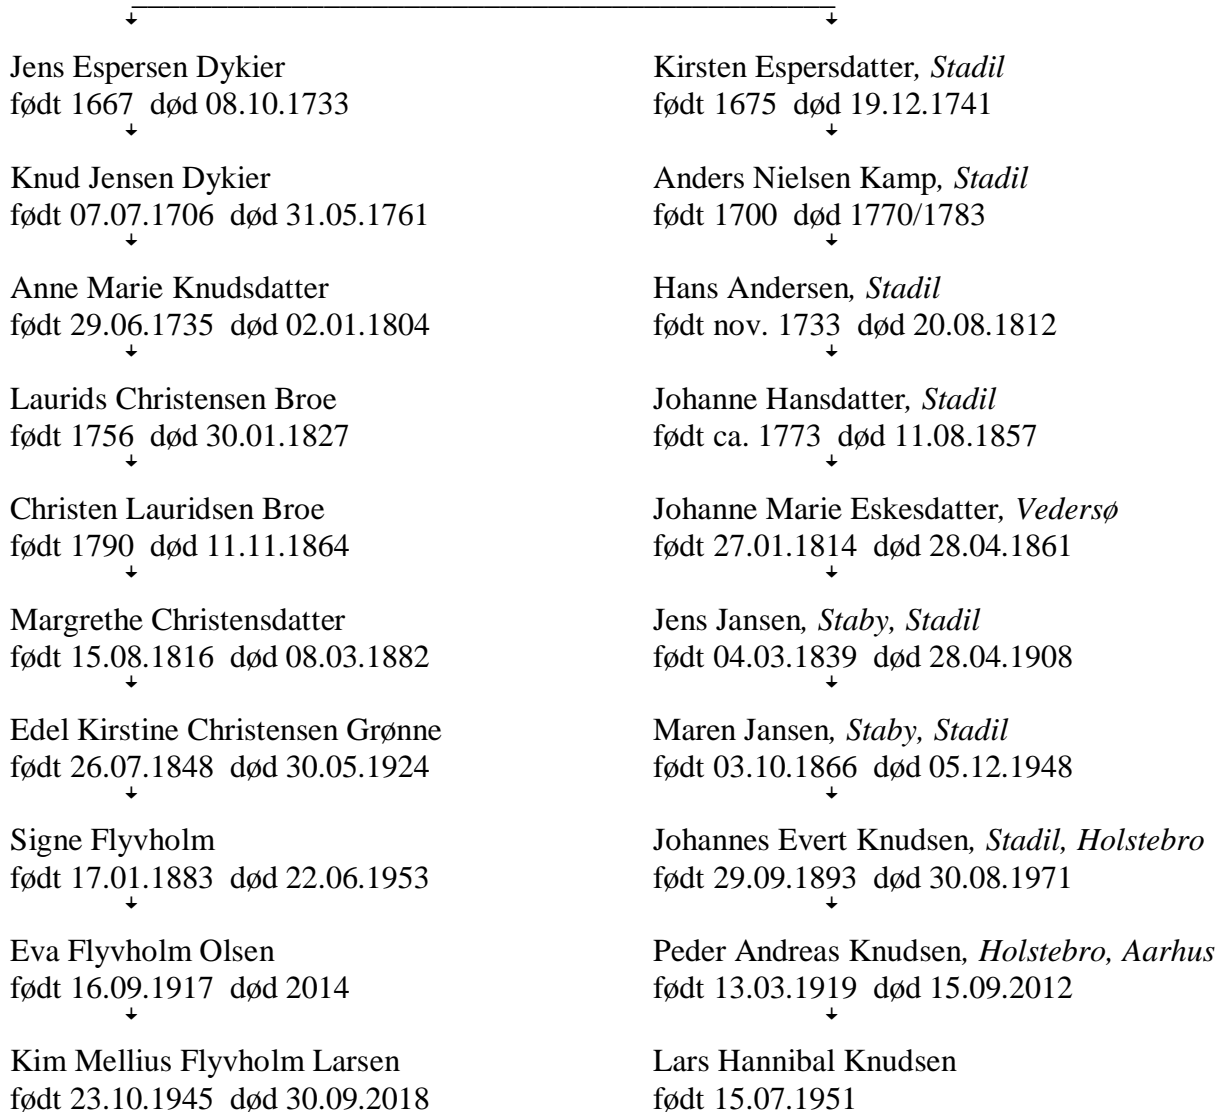 Jens Espersen Dykier
født 1667 død 08.10.1733
Kirsten Espersdatter, Stadil
født 1675 død 19.12.1741
Knud Jensen Dykier
født 07.07.1706 død 31.05.1761
Anders Nielsen Kamp, Stadil
født 1700 død 1770/1783
Anne Marie Knudsdatter
født 29.06.1735 død 02.01.1804
Hans Andersen, Stadil
født nov. 1733 død 20.08.1812
Laurids Christensen Broe
født 1756 død 30.01.1827
Johanne Hansdatter, Stadil
født ca. 1773 død 11.08.1857
Christen Lauridsen Broe
født 1790 død 11.11.1864
Johanne Marie Eskesdatter, Vedersø
født 27.01.1814 død 28.04.1861
Margrethe Christensdatter
født 15.08.1816 død 08.03.1882
Jens Jansen, Staby, Stadil
født 04.03.1839 død 28.04.1908
Edel Kirstine Christensen Grønne
født 26.07.1848 død 30.05.1924
Maren Jansen, Staby, Stadil
født 03.10.1866 død 05.12.1948
Signe Flyvholm
født 17.01.1883 død 22.06.1953
Johannes Evert Knudsen, Stadil, Holstebro
født 29.09.1893 død 30.08.1971
Eva Flyvholm Olsen
født 16.09.1917 død 2014
Peder Andreas Knudsen, Holstebro, Aarhus
født 13.03.1919 død 15.09.2012
Kim Mellius Flyvholm Larsen
født 23.10.1945 død 30.09.2018
Lars Hannibal Knudsen
født 15.07.1951